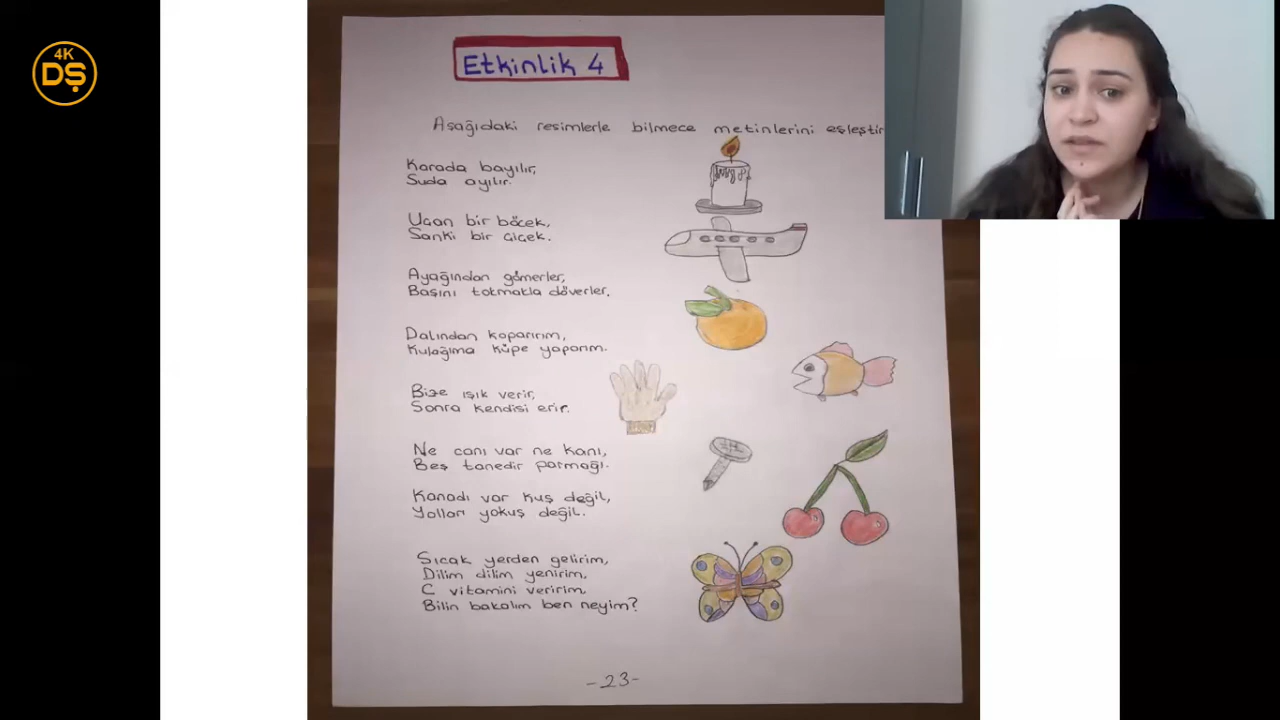 4K
DŞ
Etkinlik 4
Aşağıdaki resimlerle bilmece metinlerini eşleştir
Karada bayılır,
Suda ayılır.
Uçan bir böcek,
Sanki bir çiçek.
Ayağından gömerler,
Başını tokmakla döverler.
Dalından koparırım,
Kulağıma küpe yaparım.
Bize ışık verir,
Sonra kendisi erir.
Ne canı var ne kanı,
Beş tanedir parmağı.
Kanadı var kuş değil,
Yolları yokuş değil.
Sıcak yerden gelirim,
Dilim dilim yenirim,
C vitamini veririm,
Bilin bakalım ben neyim?
-23-